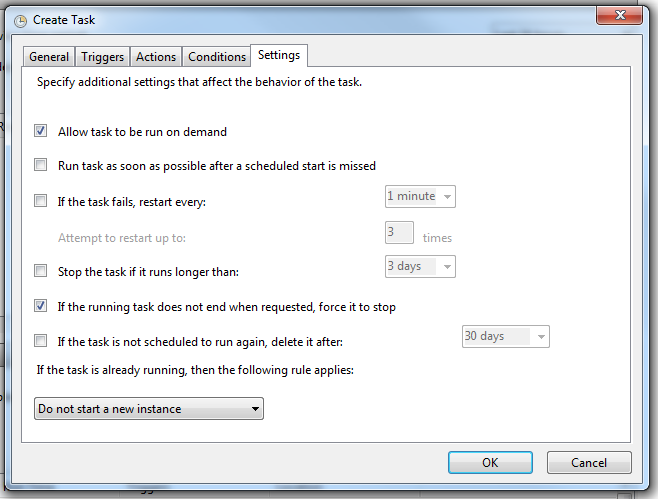 Create Task
General Triggers Actions Conditions Settings
Specify additional settings that affect the behavior of the task.
Allow task to be run on demand
Run task as soon as possible after a scheduled start is missed
If the task fails, restart every: 1 minute
Attempt to restart up to: 3 times
Stop the task if it runs longer than: 3 days
If the running task does not end when requested, force it to stop
If the task is not scheduled to run again, delete it after: 30 days
If the task is already running, then the following rule applies:
Do not start a new instance
OK Cancel